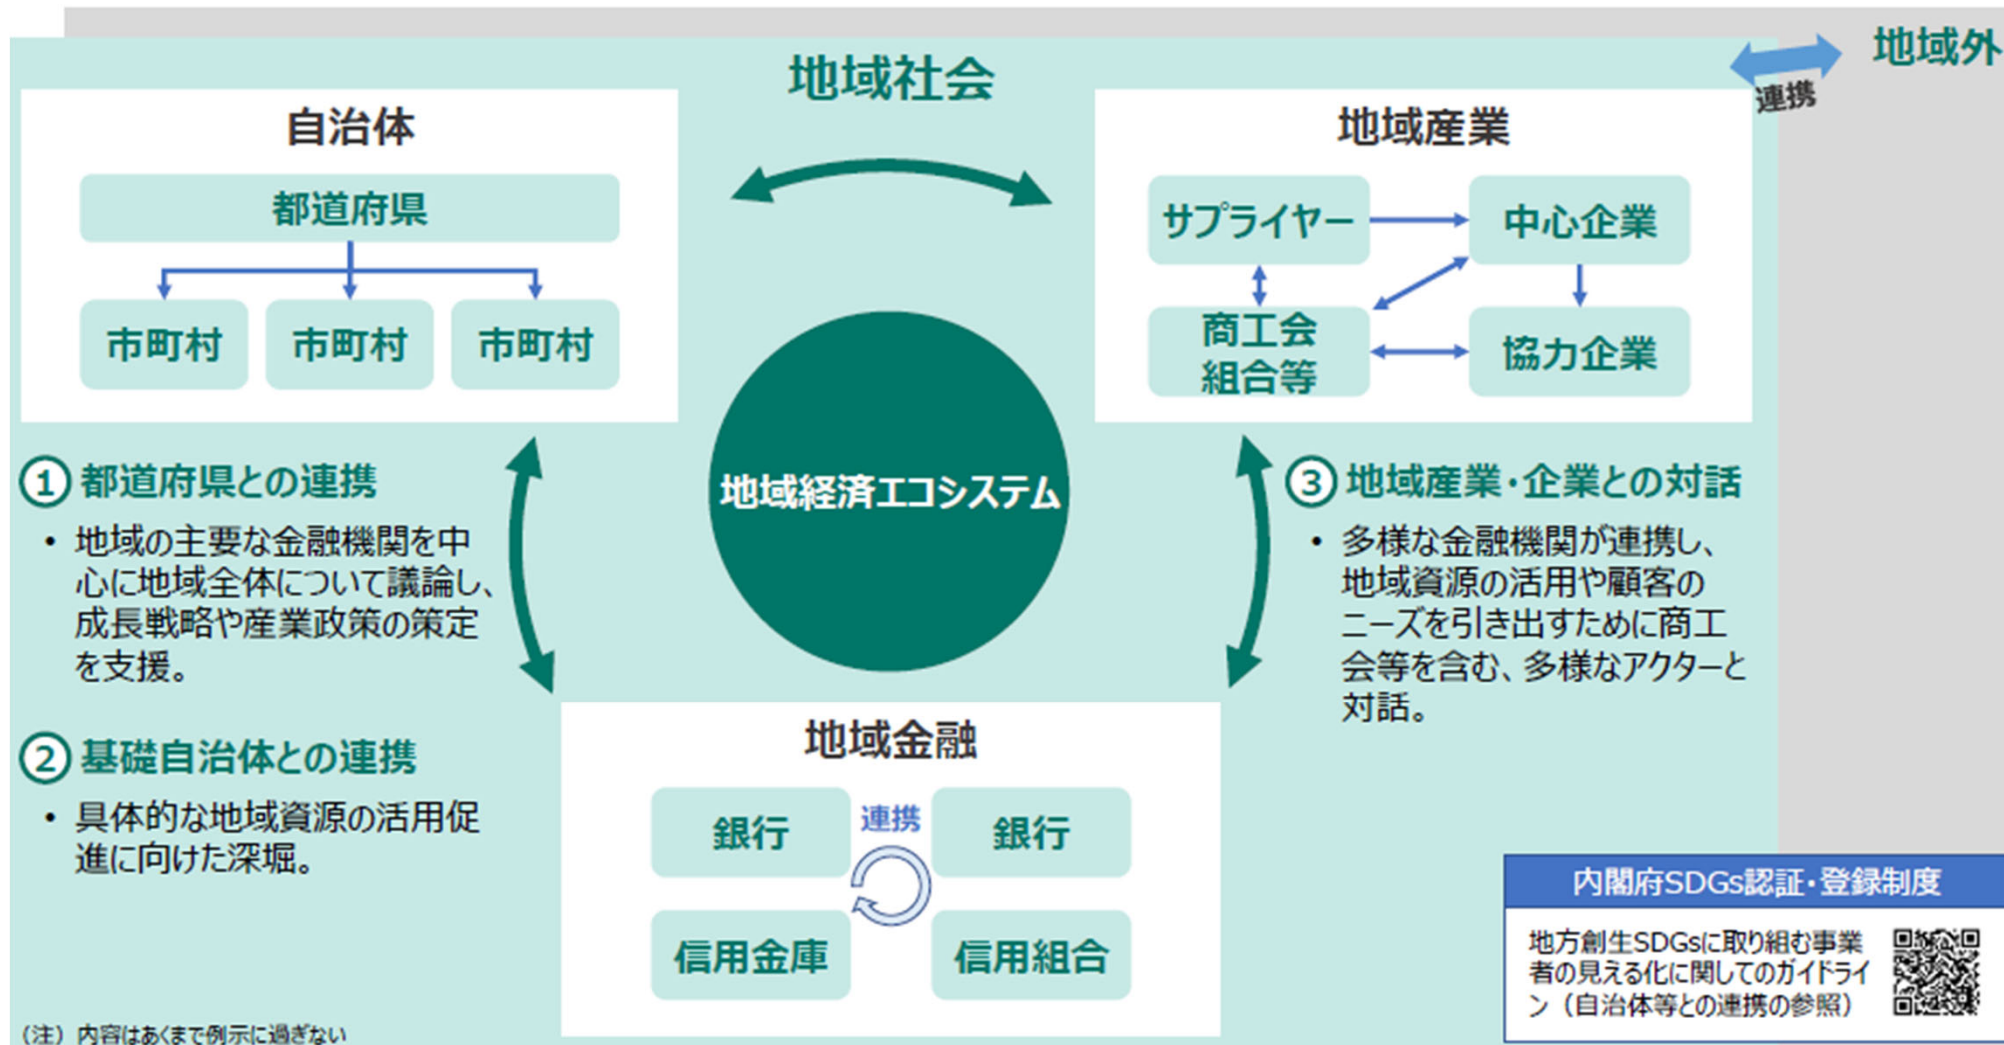 地域社会
地域外
連携
自治体
都道府県
市町村
市町村
市町村
地域産業
サプライヤー
中心企業
商工会
組合等
協力企業
地域経済エコシステム
① 都道府県との連携
• 地域の主要な金融機関を中
心に地域全体について議論し、
成長戦略や産業政策の策定
を支援。
② 基礎自治体との連携
• 具体的な地域資源の活用促
進に向けた深堀。
③ 地域産業・企業との対話
• 多様な金融機関が連携し、
地域資源の活用や顧客の
ニーズを引き出すために商工
会等を含む、多様なアクターと
対話。
地域金融
銀行
連携
銀行
信用金庫
信用組合
内閣府SDGs認証・登録制度
地方創生SDGsに取り組む事業
者の見える化に関してのガイドライ
ン（自治体等との連携の参照）
（注）内容はあくまで例示に過ぎない